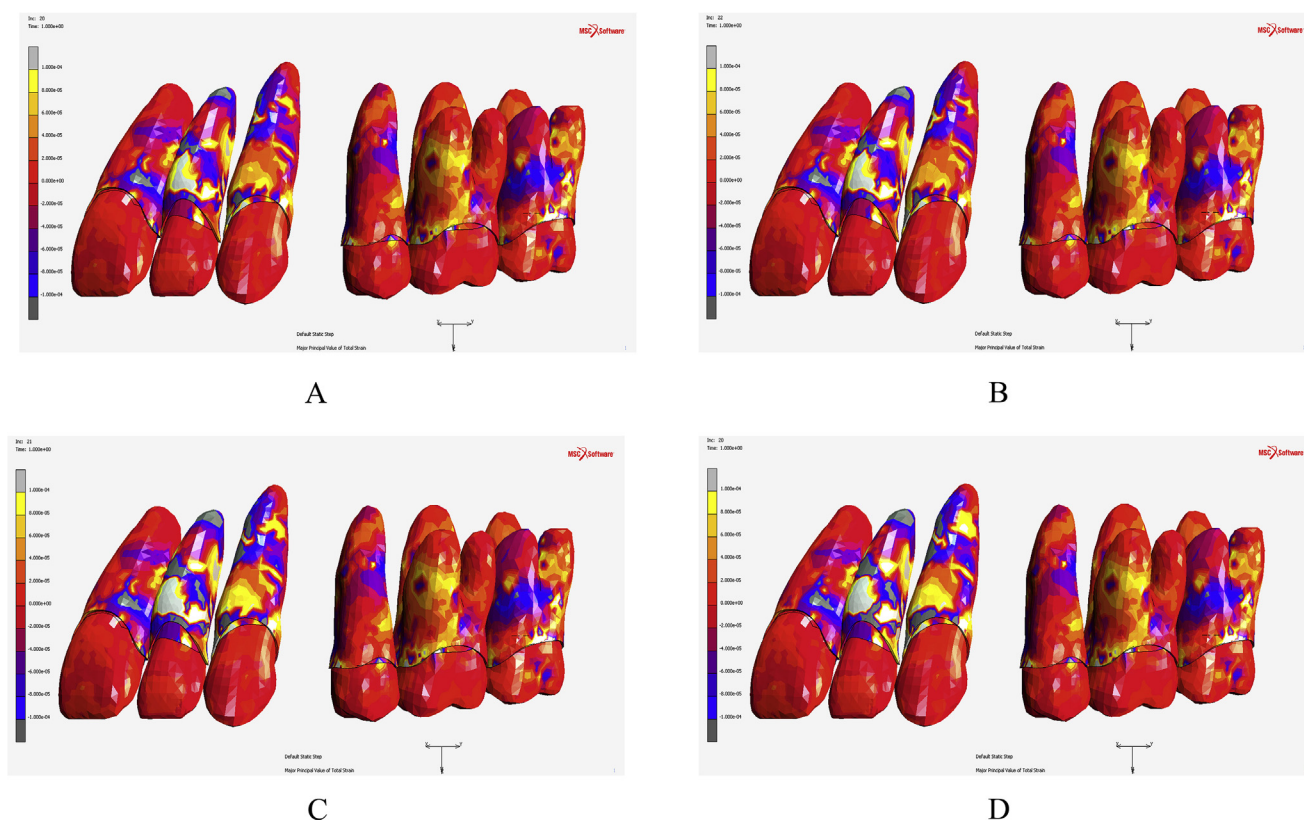 Inc: 20
Time: 1.000e+00
MSC Software
1.000e-04
8.000e-05
6.000e-05
4.000e-05
2.000e-05
0.000e+00
-2.000e-05
-4.000e-05
-6.000e-05
-8.000e-05
-1.000e-04
Default Static Step
Major Principal Value of Total Strain
1
A
Inc: 22
Time: 1.000e+00
MSC Software
1.000e-04
8.000e-05
6.000e-05
4.000e-05
2.000e-05
0.000e+00
-2.000e-05
-4.000e-05
-6.000e-05
-8.000e-05
-1.000e-04
Default Static Step
Major Principal Value of Total Strain
1
B
Inc: 21
Time: 1.000e+00
MSC Software
1.000e-04
8.000e-05
6.000e-05
4.000e-05
2.000e-05
0.000e+00
-2.000e-05
-4.000e-05
-6.000e-05
-8.000e-05
-1.000e-04
Default Static Step
Major Principal Value of Total Strain
1
C
Inc: 20
Time: 1.000e+00
MSC Software
1.000e-04
8.000e-05
6.000e-05
4.000e-05
2.000e-05
0.000e+00
-2.000e-05
-4.000e-05
-6.000e-05
-8.000e-05
-1.000e-04
Default Static Step
Major Principal Value of Total Strain
1
D